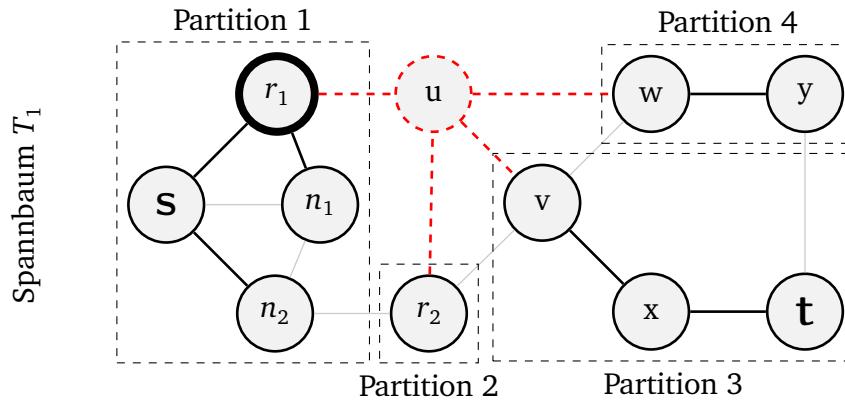 Partition 1
Partition 4
r₁
u
w
y
Spannbaum T₁
s
n₁
v
n₂
r₂
x
t
Partition 2
Partition 3